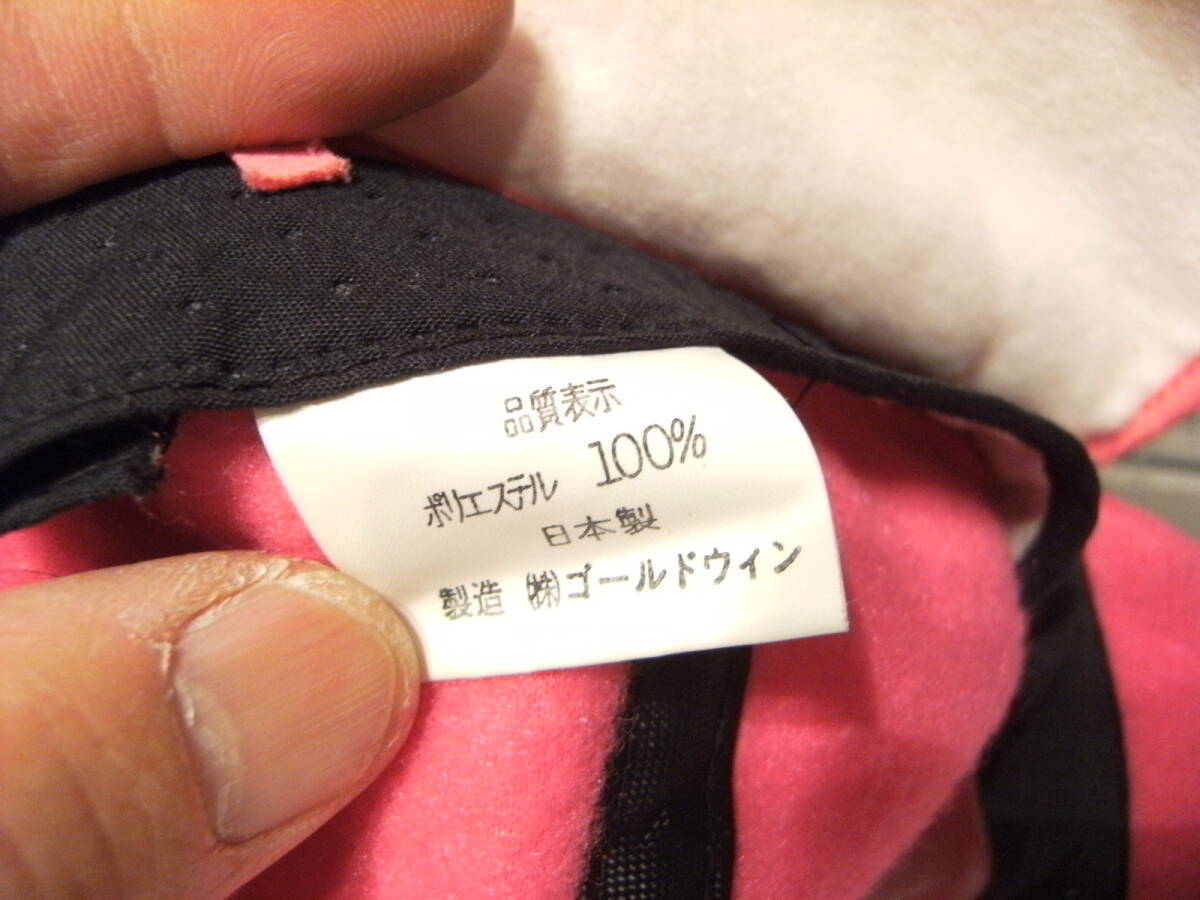 品質表示
ポリエステル 100%
日本製
製造 ㈱ゴールドウイン